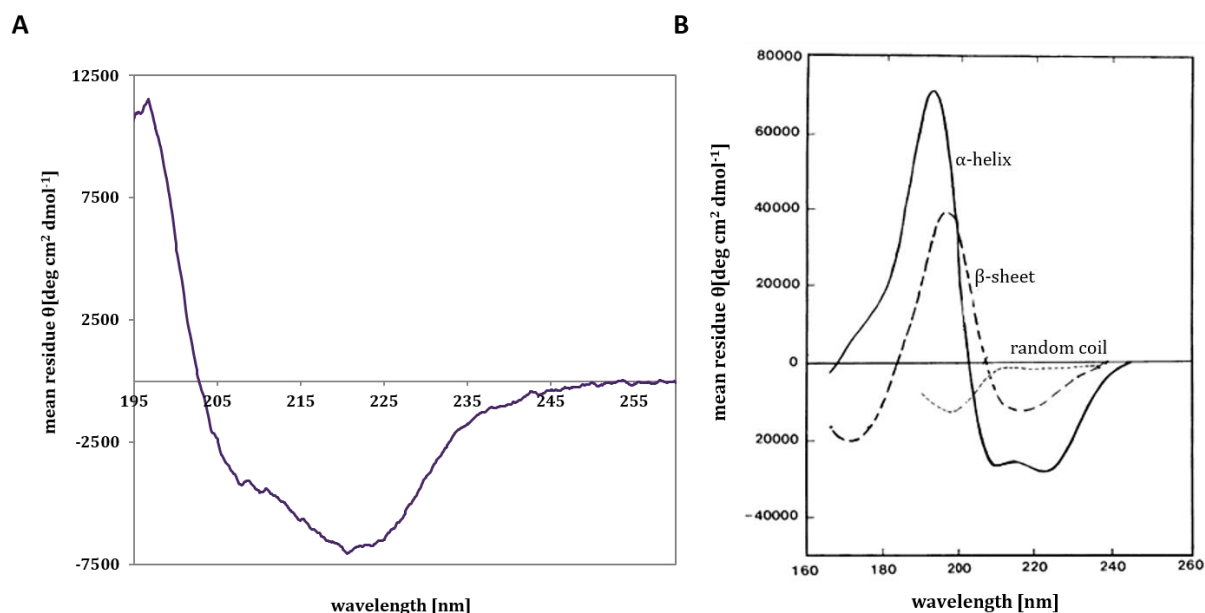 A
12500
7500
2500
-2500
-7500
195
205
215
225
235
245
255
mean residue θ[deg cm² dmol⁻¹]
wavelength [nm]
B
80000
60000
40000
20000
0
20000
-40000
160
180
200
220
240
260
α-helix
β-sheet
random coil
mean residue θ[deg cm² dmol⁻¹]
wavelength [nm]